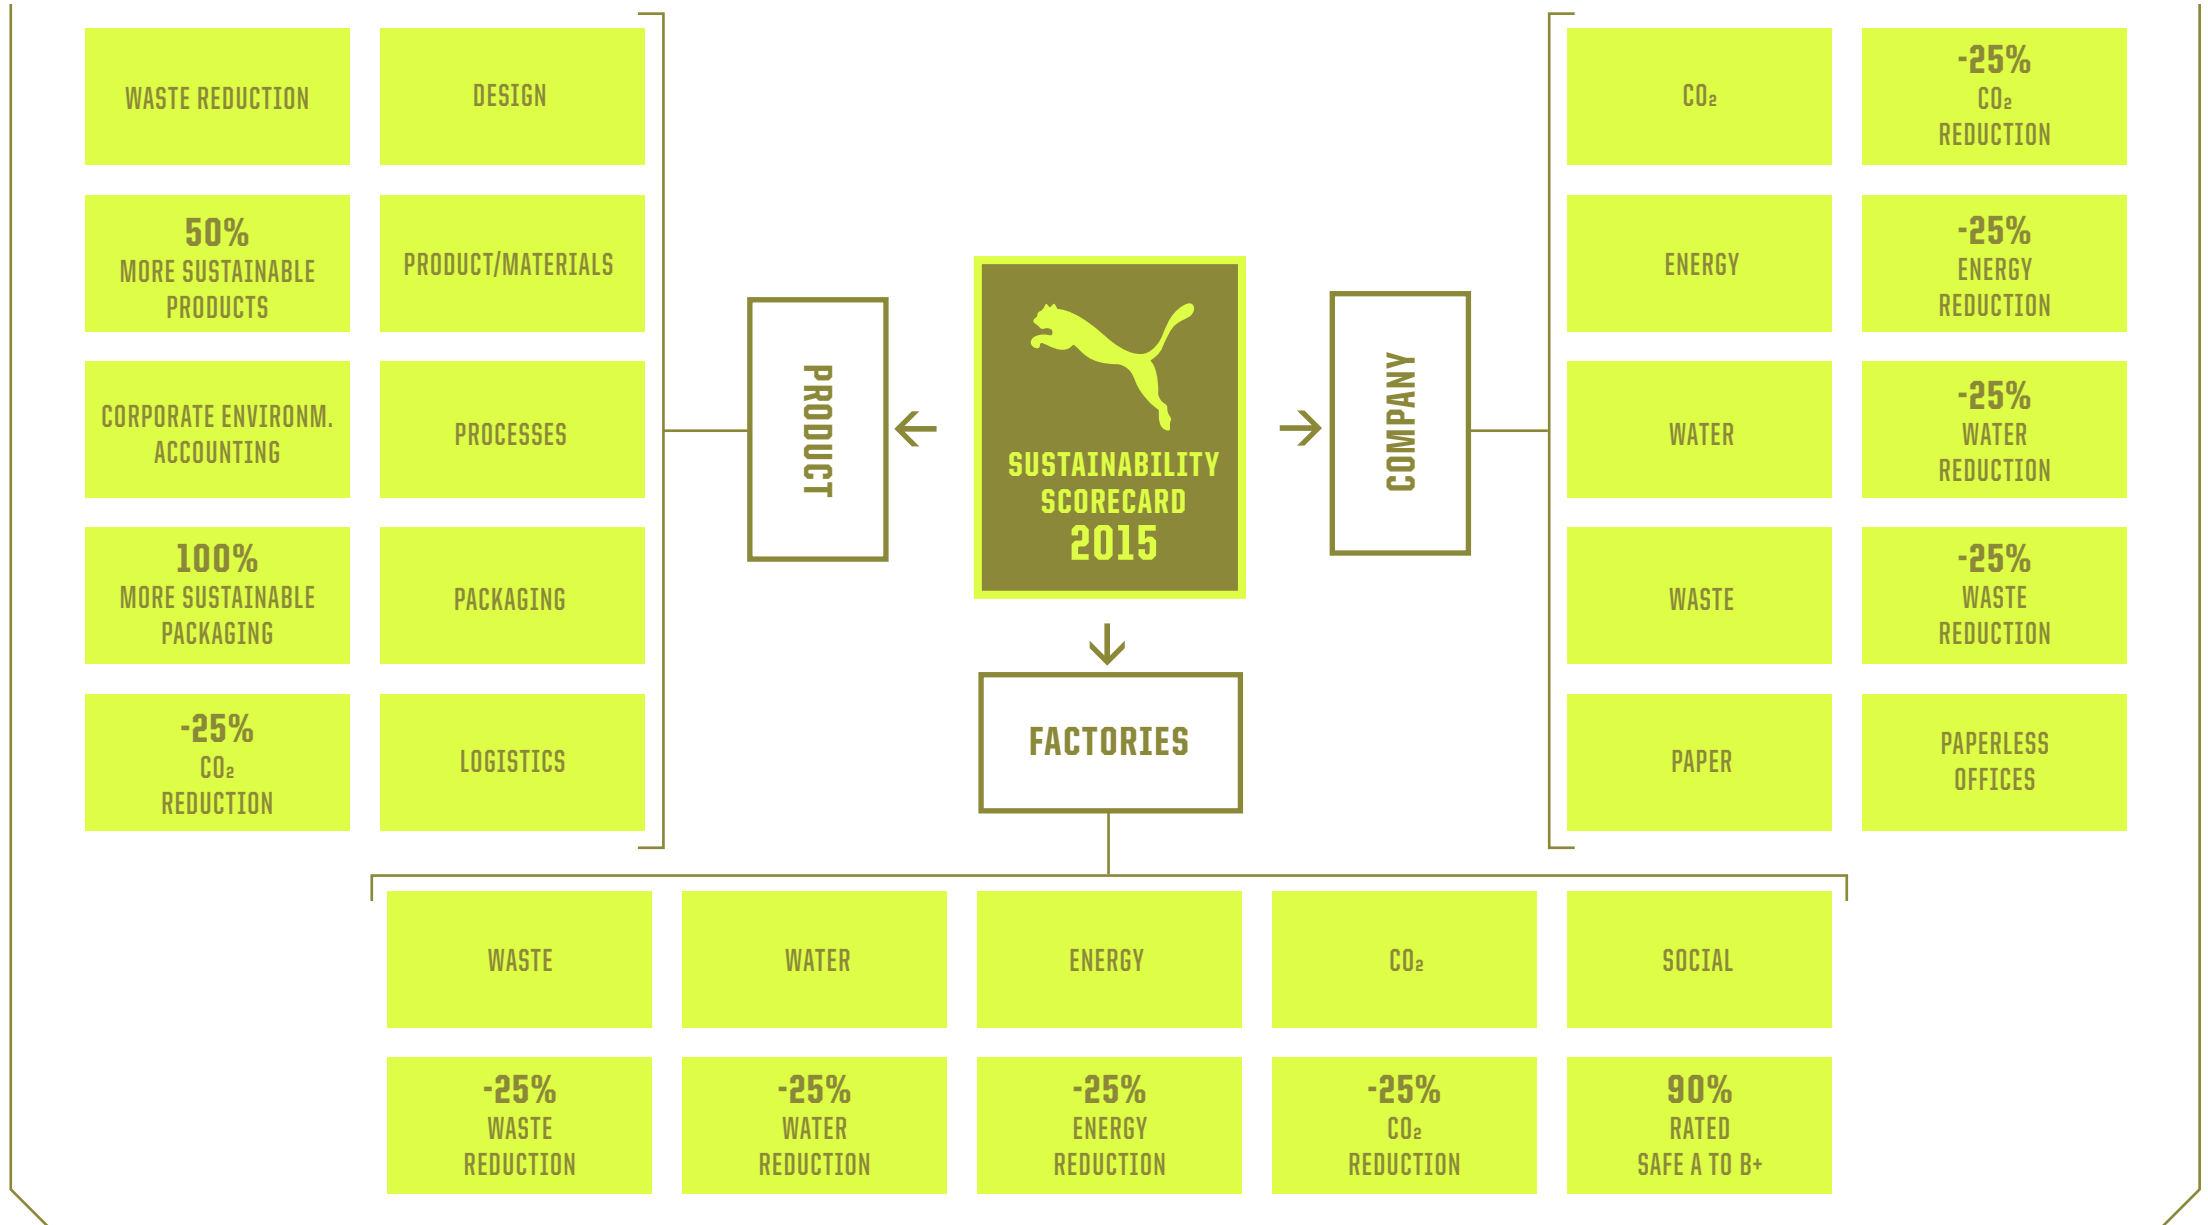 WASTE REDUCTION
DESIGN
50%
MORE SUSTAINABLE
PRODUCTS
PRODUCT/MATERIALS
CORPORATE ENVIRONM.
ACCOUNTING
PROCESSES
100%
MORE SUSTAINABLE
PACKAGING
PACKAGING
-25%
CO₂
REDUCTION
LOGISTICS
PRODUCT
SUSTAINABILITY
SCORECARD
2015
COMPANY
CO₂
-25%
CO₂
REDUCTION
ENERGY
-25%
ENERGY
REDUCTION
WATER
-25%
WATER
REDUCTION
WASTE
-25%
WASTE
REDUCTION
PAPER
PAPERLESS
OFFICES
FACTORIES
WASTE
WATER
ENERGY
CO₂
SOCIAL
-25%
WASTE
REDUCTION
-25%
WATER
REDUCTION
-25%
ENERGY
REDUCTION
-25%
CO₂
REDUCTION
90%
RATED
SAFE A TO B+